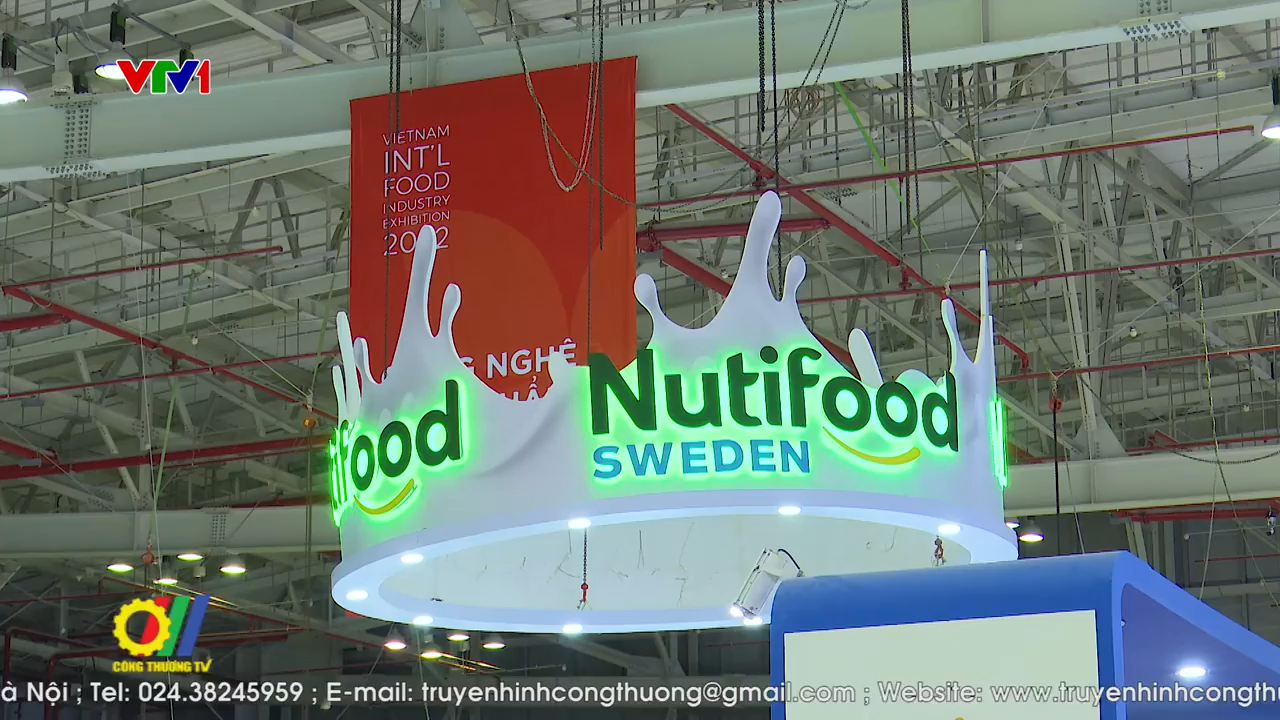 VTV1
VIETNAM
INT'L
FOOD
INDUSTRY
EXHIBITION
2022
NGHỆ
Nutifood
SWEDEN
ifood
CÔNG THƯƠNG TV
à Nội ; Tel: 024.38245959 ; E-mail: truyenhinhcongthuong@gmail.com ; Website: www.truyenhinhcongthu